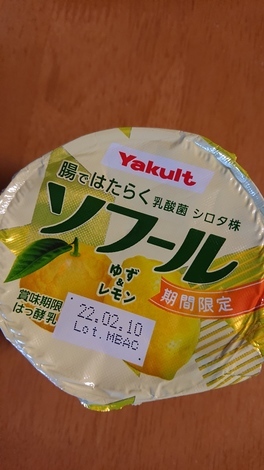 Yakult
腸ではたらく乳酸菌 シロタ株
ソフール
ゆず
&
レモン
期間限定
賞味期限
はっ酵乳
22.02.10
Lot.MBAC